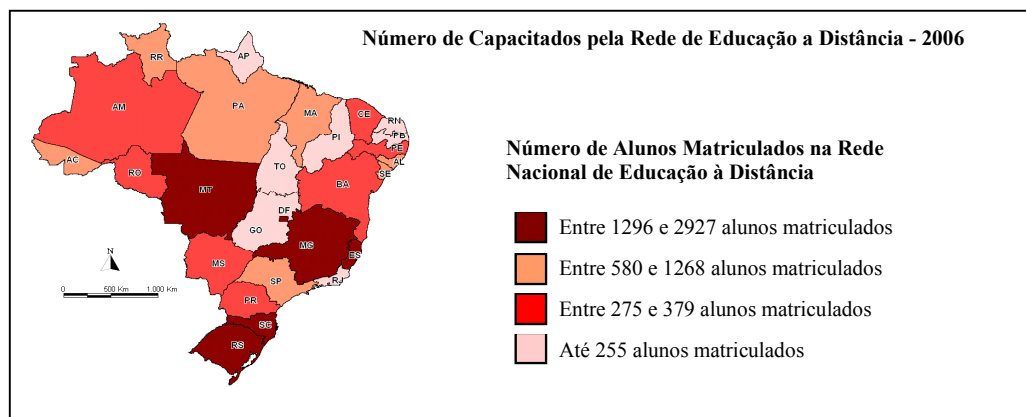 Número de Capacitados pela Rede de Educação a Distância - 2006
RR
AP
AM
PA
MA
CE
RN
PB
PE
PI
AL
SE
AC
RO
TO
BA
MT
DF
GO
MG
ES
MS
SP
RJ
PR
SC
RS
N
0 500 Km 1.000 Km
Número de Alunos Matriculados na Rede
Nacional de Educação à Distância
Entre 1296 e 2927 alunos matriculados
Entre 580 e 1268 alunos matriculados
Entre 275 e 379 alunos matriculados
Até 255 alunos matriculados